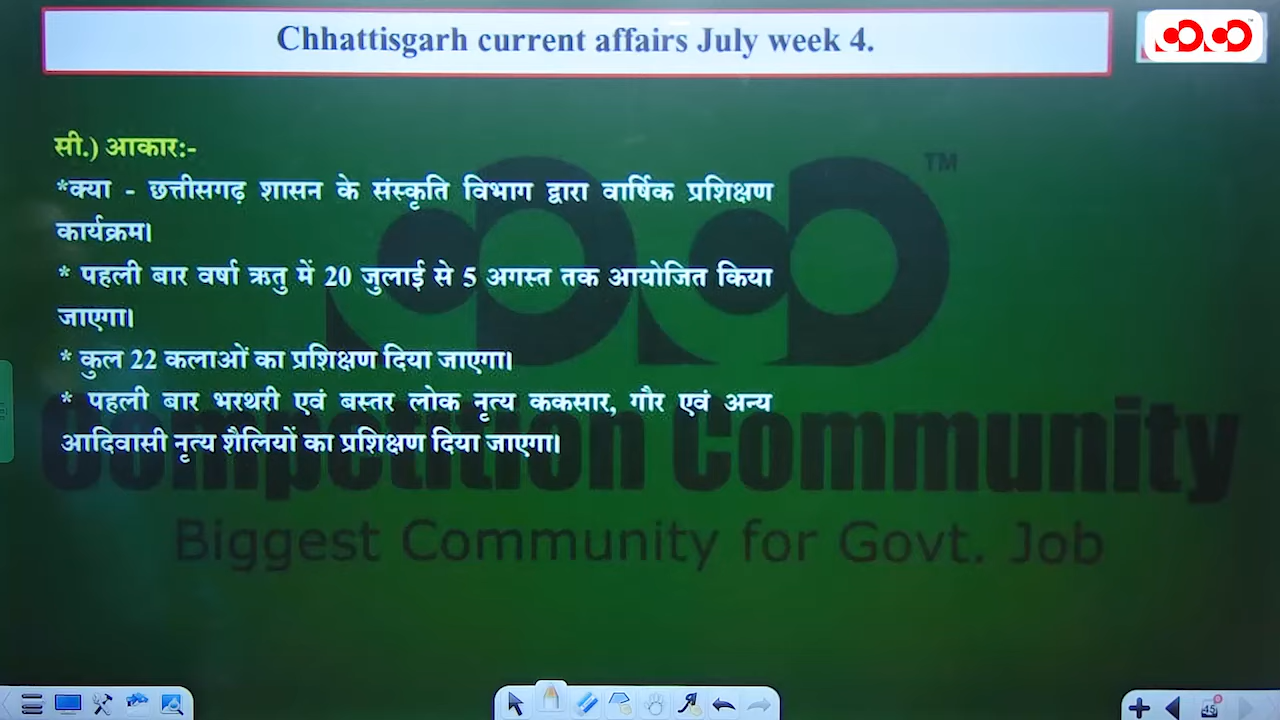 Chhattisgarh current affairs July week 4.
सी.) आकार:-
*क्या - छत्तीसगढ़ शासन के संस्कृति विभाग द्वारा वार्षिक प्रशिक्षण
कार्यक्रम।
* पहली बार वर्षा ऋतु में 20 जुलाई से 5 अगस्त तक आयोजित किया
जाएगा।
* कुल 22 कलाओं का प्रशिक्षण दिया जाएगा।
* पहली बार भरथरी एवं बस्तर लोक नृत्य ककसार, गौर एवं अन्य
आदिवासी नृत्य शैलियों का प्रशिक्षण दिया जाएगा।
TM
Competition Community
Biggest Community for Govt. Job
45